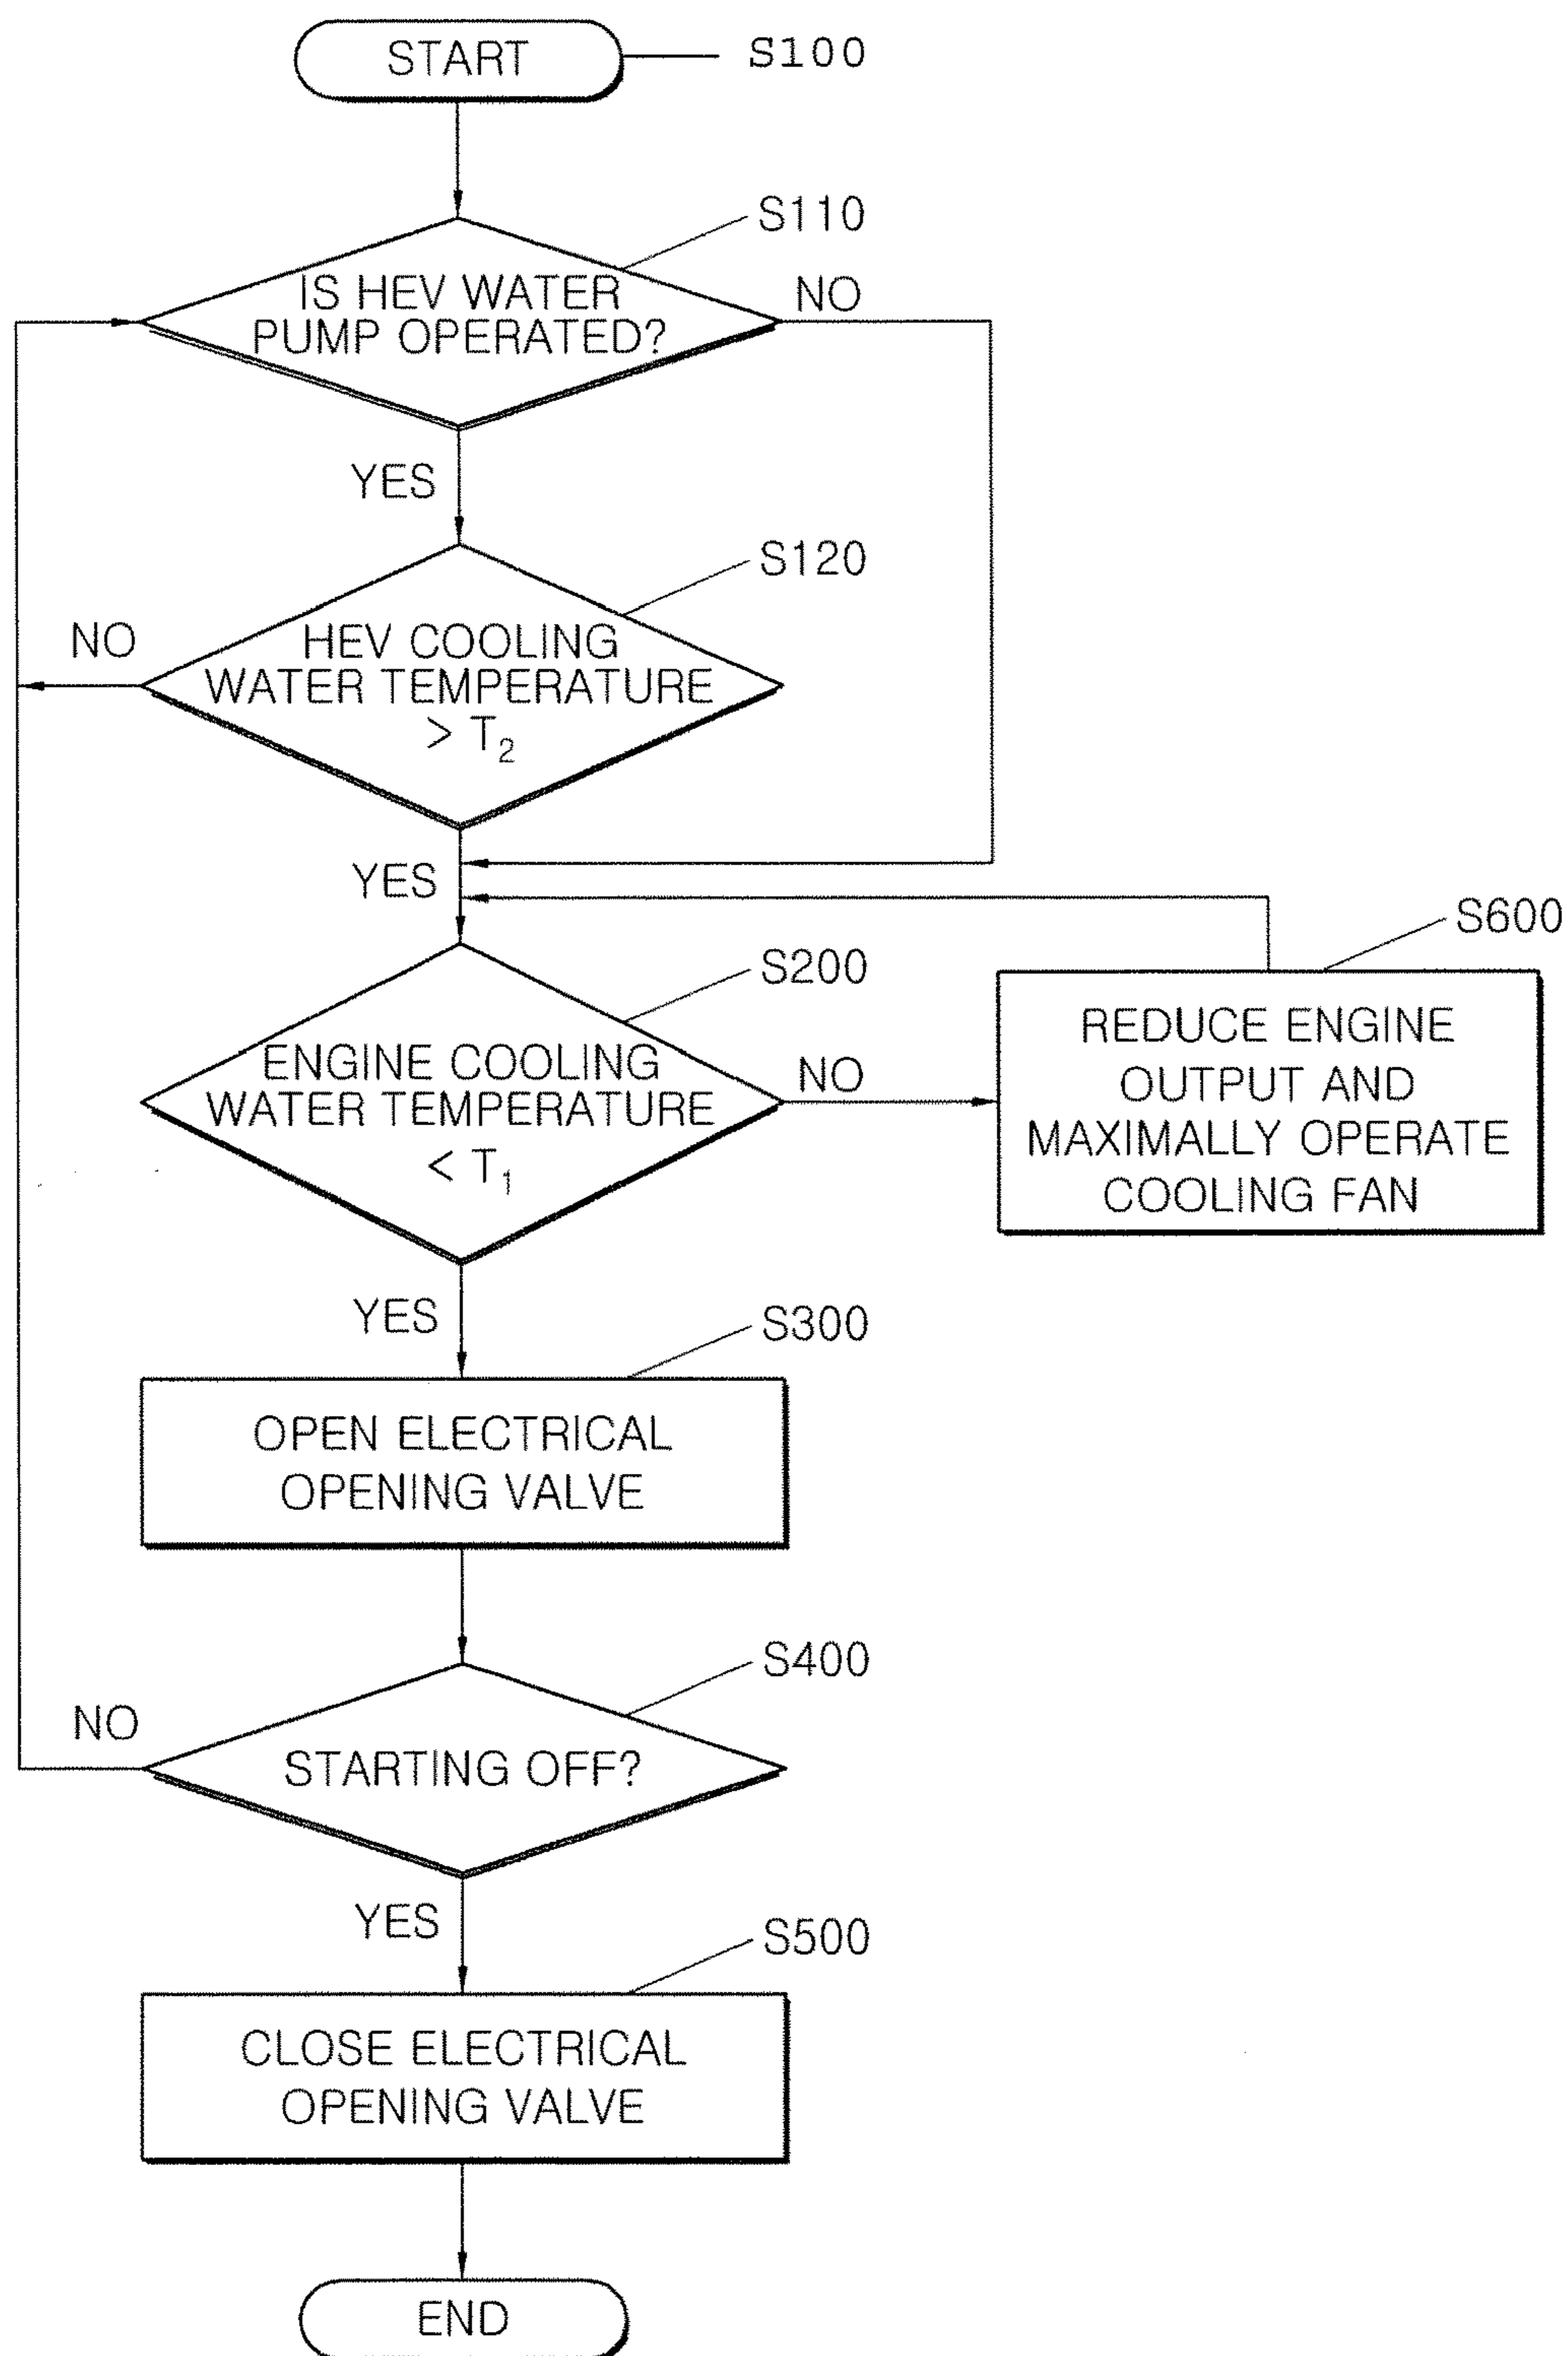 START
S100
S110
IS HEV WATER
PUMP OPERATED?
NO
YES
S120
HEV COOLING
WATER TEMPERATURE
> T₂
NO
YES
S200
ENGINE COOLING
WATER TEMPERATURE
< T₁
NO
S600
REDUCE ENGINE
OUTPUT AND
MAXIMALLY OPERATE
COOLING FAN
YES
S300
OPEN ELECTRICAL
OPENING VALVE
S400
STARTING OFF?
NO
YES
S500
CLOSE ELECTRICAL
OPENING VALVE
END